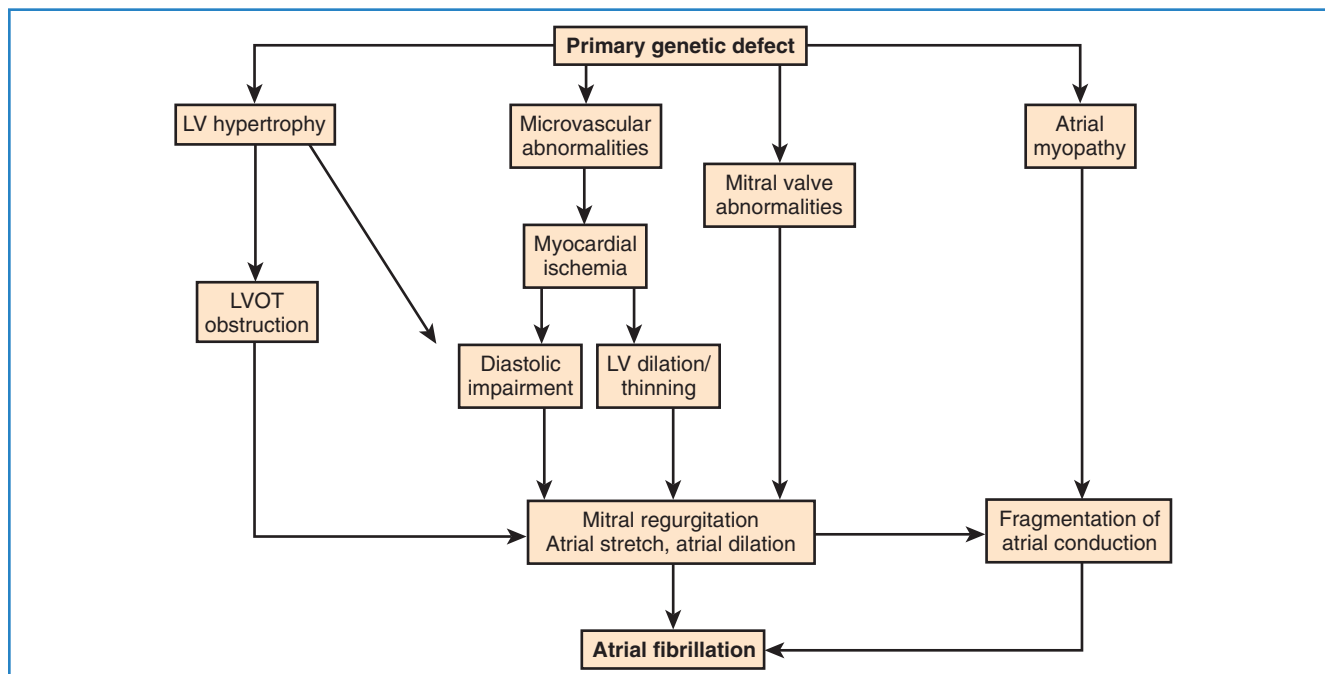 Primary genetic defect
LV hypertrophy
Microvascular
abnormalities
Atrial
myopathy
Mitral valve
abnormalities
Myocardial
ischemia
LVOT
obstruction
Diastolic
impairment
LV dilation/
thinning
Mitral regurgitation
Atrial stretch, atrial dilation
Fragmentation of
atrial conduction
Atrial fibrillation